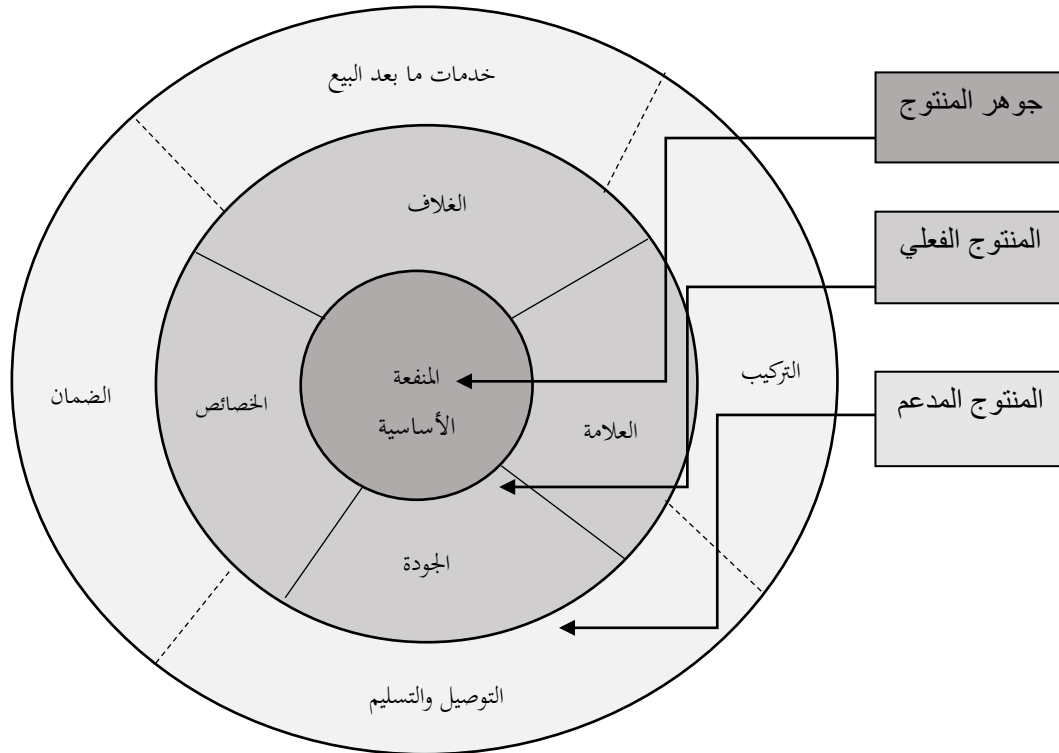 خدمات ما بعد البيع
جوهر المنتوج
الغلاف
المنتوج الفعلي
التركيب
المنفعة
الأساسية
الضمان
الخصائص
العلامة
المنتوج المدعم
الجودة
التوصيل والتسليم